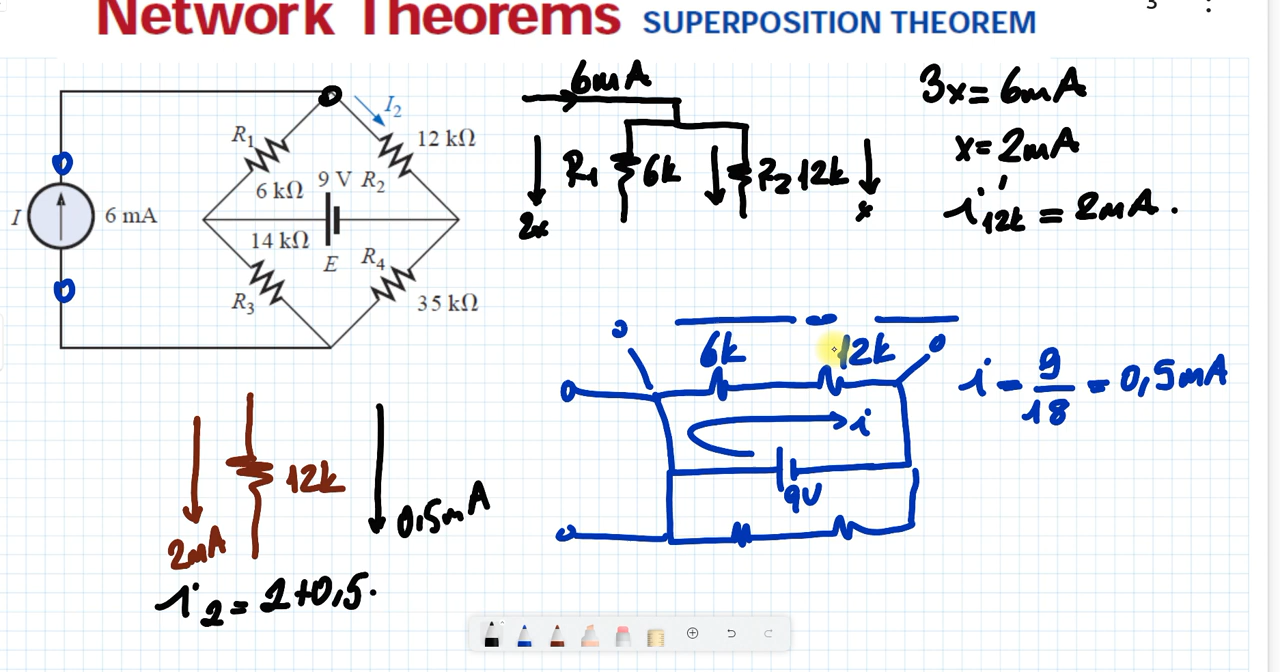 Network Theorems SUPERPOSITION THEOREM
I 6 mA
R1 6 kΩ
I2
12 kΩ R2
9 V
E
14 kΩ R3
R4 35 kΩ
6mA
2x R1 6k R2 12k x
3x = 6mA
x = 2mA
i'12k = 2mA.
6k 12k
i
9V
i = 9/18 = 0,5mA
12k
2mA
0,5mA
i2 = 2+0,5.